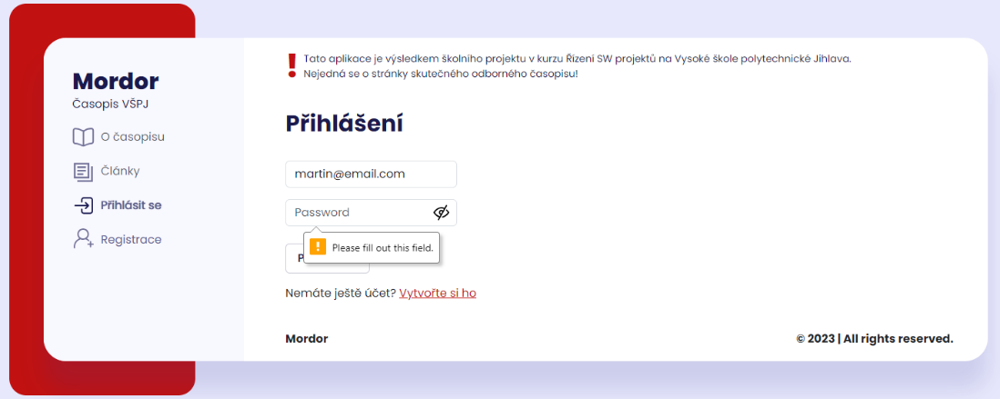 Mordor
Časopis VŠPJ
O časopisu
Články
Přihlásit se
Registrace
Tato aplikace je výsledkem školního projektu v kurzu Řízení SW projektů na Vysoké škole polytechnické Jihlava.
Nejedná se o stránky skutečného odborného časopisu!
Přihlášení
martin@email.com
Password
Please fill out this field.
Nemáte ještě účet? Vytvořte si ho
Mordor
© 2023 | All rights reserved.